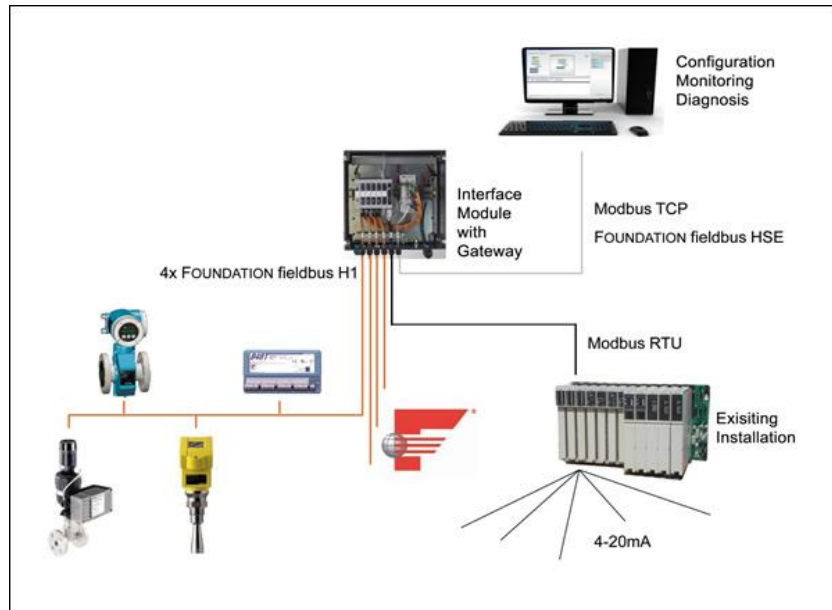 Configuration
Monitoring
Diagnosis
Interface
Module
with
Gateway
Modbus TCP
FOUNDATION fieldbus HSE
4x FOUNDATION fieldbus H1
Modbus RTU
848T
®
Exisiting
Installation
4-20mA